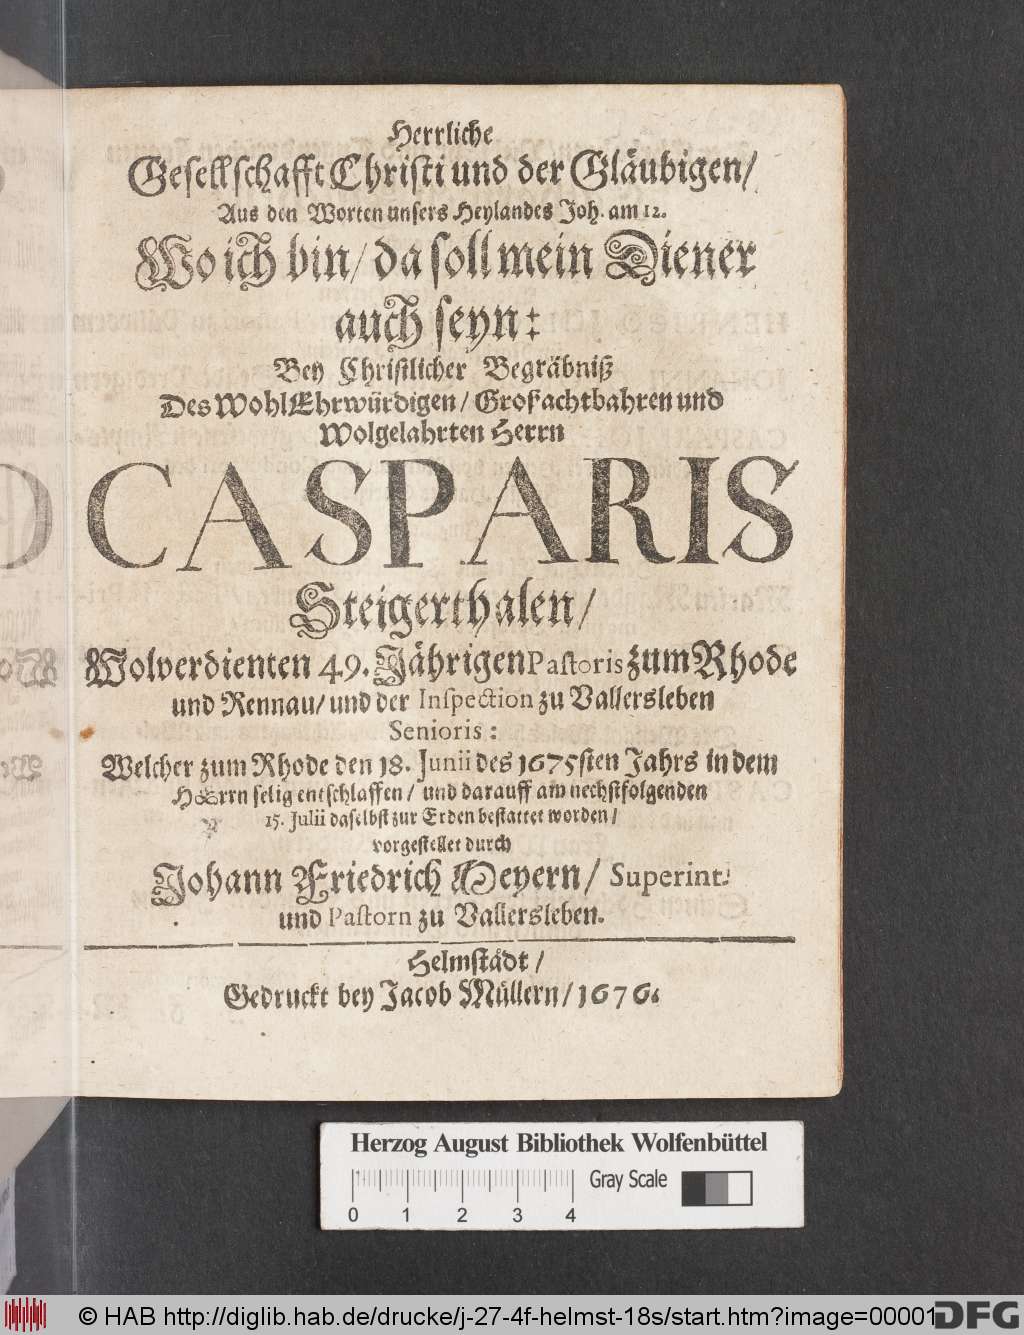 Herrliche
Gesellschafft Christi und der Gläubigen/
Aus den Worten unsers Heylandes Joh. am 12.
Wo ich bin/ da soll mein Diener
auch seyn:
Bey Christlicher Begräbniß
Des WohlEhrwürdigen/ Großachtbahren und
Wolgelahrten Herrn
CASPARIS
Steigerthalen/
Wolverdienten 49. Jährigen Pastoris zum Rhode
und Rennau/ und der Inspection zu Vallersleben
Senioris:
Welcher zum Rhode den 18. Junii des 1675sten Jahrs in dem
HErrn selig entschlaffen/ und darauff am nechstfolgenden
15. Julii daselbst zur Erden bestattet worden/
vorgestellet durch
Johann Friedrich Heyern/ Superint.
und Pastorn zu Vallersleben.
Helmstädt/
Gedruckt bey Jacob Müllern/ 1676.
Herzog August Bibliothek Wolfenbüttel
Gray Scale
0 1 2 3 4
© HAB http://diglib.hab.de/drucke/j-27-4f-helmst-18s/start.htm?image=00001
DFG